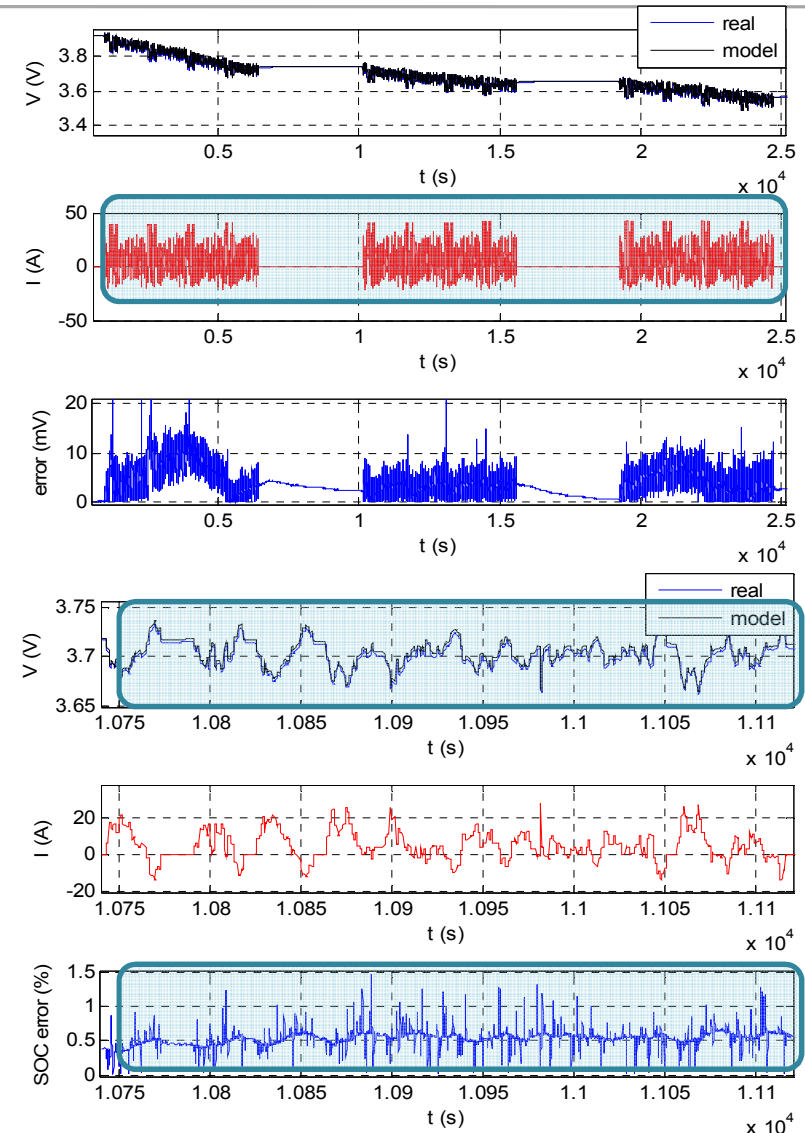 real
model
3.8
3.6
3.4
V (V)
0.5 1 1.5 2 2.5
t (s)
x 10^4
50
0
-50
I (A)
0.5 1 1.5 2 2.5
t (s)
x 10^4
20
10
0
error (mV)
0.5 1 1.5 2 2.5
t (s)
x 10^4
real
model
3.75
3.7
3.65
V (V)
1.075 1.08 1.085 1.09 1.095 1.1 1.105 1.11
t (s)
x 10^4
20
0
-20
I (A)
1.075 1.08 1.085 1.09 1.095 1.1 1.105 1.11
t (s)
x 10^4
1.5
1
0.5
0
SOC error (%)
1.075 1.08 1.085 1.09 1.095 1.1 1.105 1.11
t (s)
x 10^4